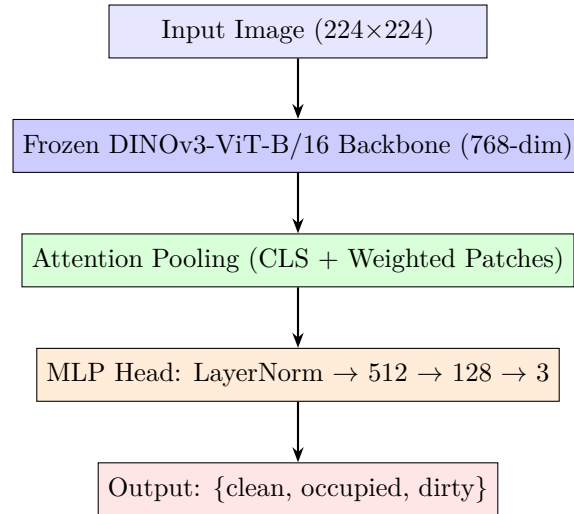 Input Image (224×224)
Frozen DINOv3-ViT-B/16 Backbone (768-dim)
Attention Pooling (CLS + Weighted Patches)
MLP Head: LayerNorm → 512 → 128 → 3
Output: {clean, occupied, dirty}